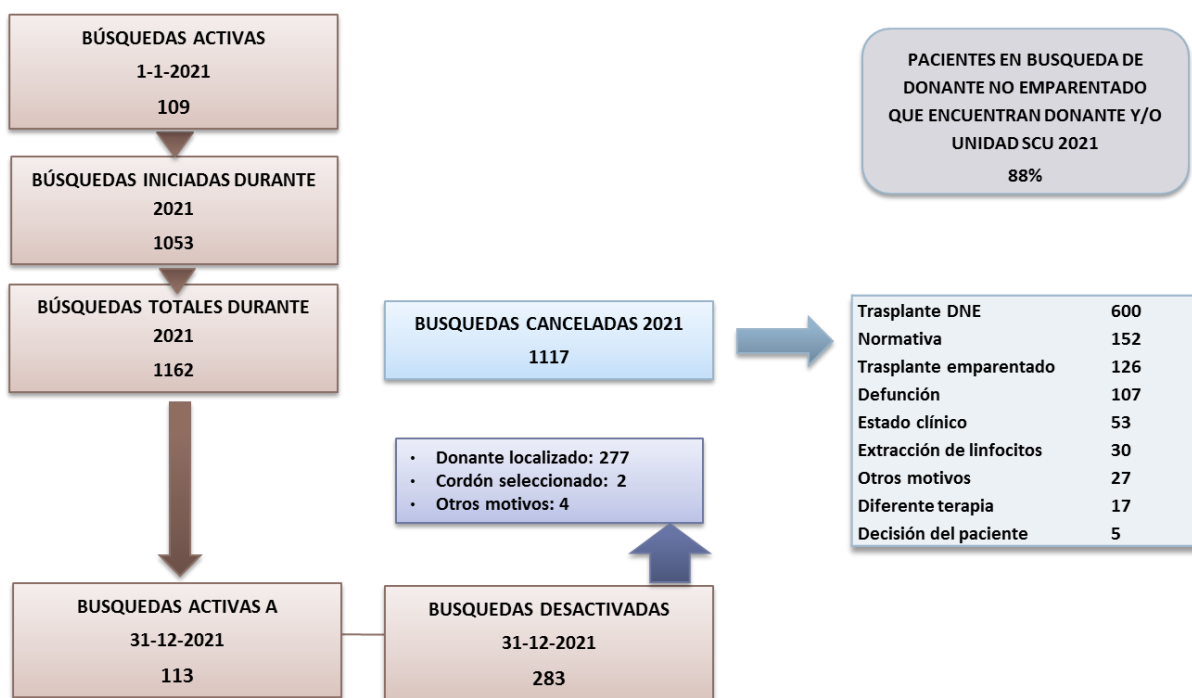 BÚSQUEDAS ACTIVAS
1-1-2021
109
BÚSQUEDAS INICIADAS DURANTE
2021
1053
BÚSQUEDAS TOTALES DURANTE
2021
1162
PACIENTES EN BUSQUEDA DE
DONANTE NO EMPARENTADO
QUE ENCUENTRAN DONANTE Y/O
UNIDAD SCU 2021
88%
BUSQUEDAS CANCELADAS 2021
1117
Trasplante DNE 600
Normativa 152
Trasplante emparentado 126
Defunción 107
Estado clínico 53
Extracción de linfocitos 30
Otros motivos 27
Diferente terapia 17
Decisión del paciente 5
• Donante localizado: 277
• Cordón seleccionado: 2
• Otros motivos: 4
BUSQUEDAS ACTIVAS A
31-12-2021
113
BUSQUEDAS DESACTIVADAS
31-12-2021
283